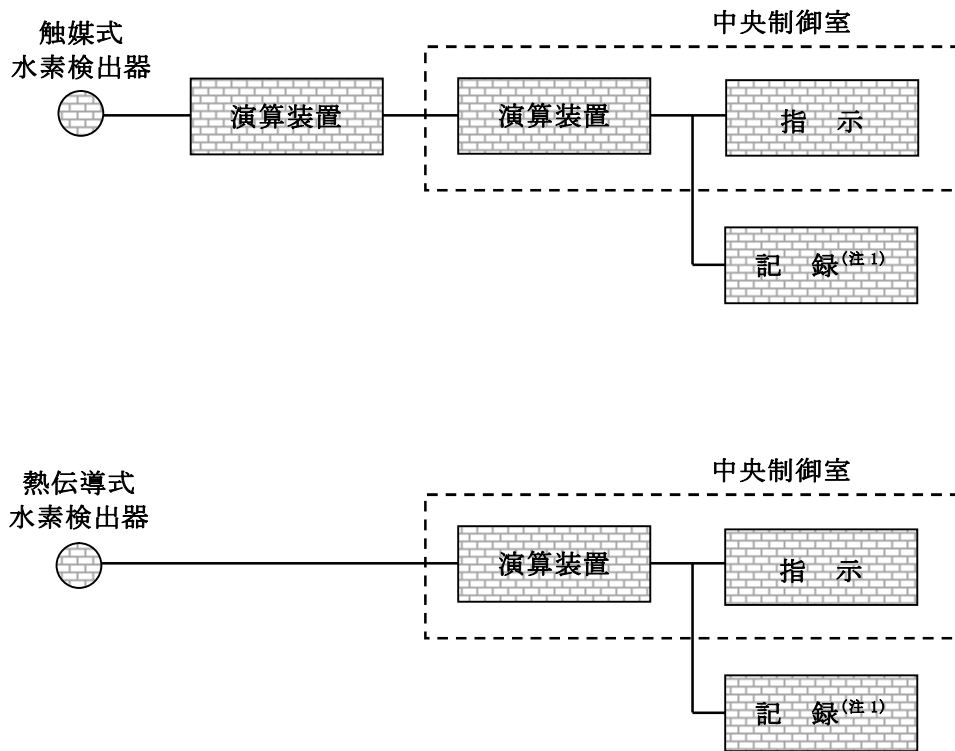 中央制御室
触媒式
水素検出器
演算装置
演算装置
指　示
記　録(注1)
中央制御室
熱伝導式
水素検出器
演算装置
指　示
記　録(注1)